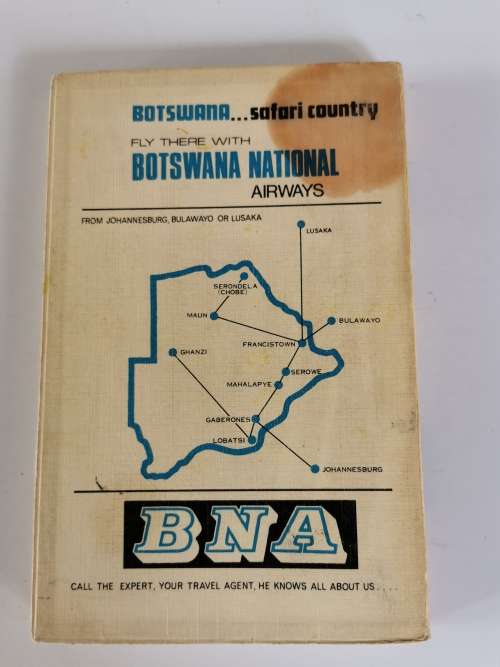 BOTSWANA...safari country
FLY THERE WITH
BOTSWANA NATIONAL
AIRWAYS
FROM JOHANNESBURG, BULAWAYO OR LUSAKA
LUSAKA
SERONDELA
(CHOBE)
MAUN
BULAWAYO
FRANCISTOWN
GHANZI
SEROWE
MAHALAPYE
GABERONES
LOBATSI
JOHANNESBURG
BNA
CALL THE EXPERT, YOUR TRAVEL AGENT, HE KNOWS ALL ABOUT US....